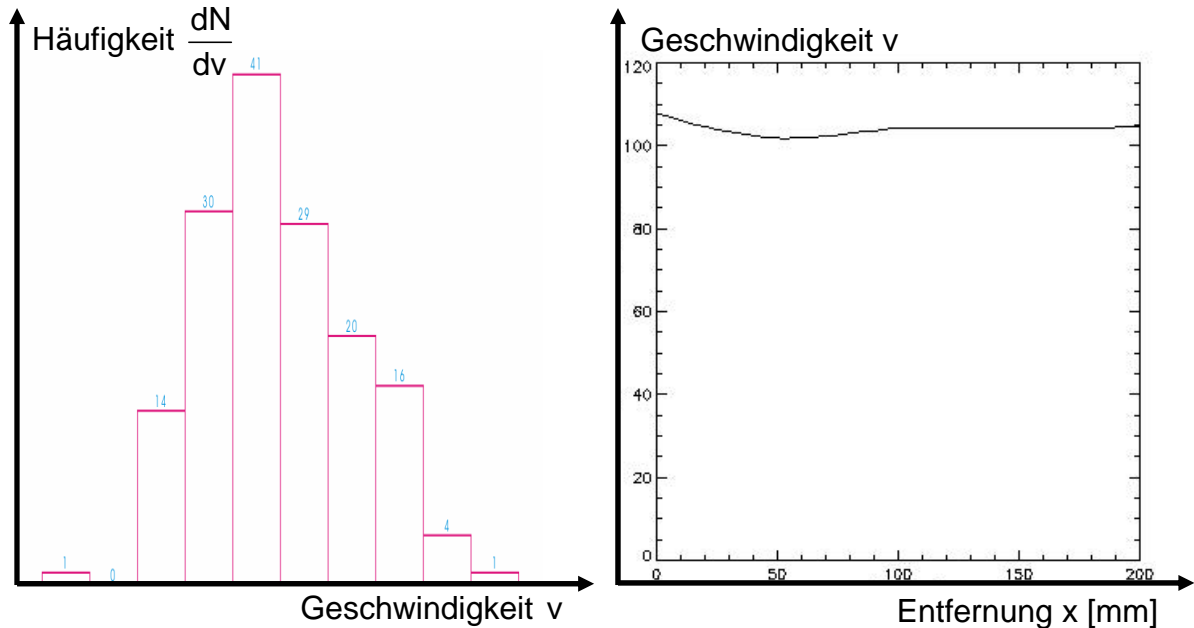 Häufigkeit dN
dv
41
30
29
20
16
14
4
1
0
1
Geschwindigkeit v
Geschwindigkeit v
120
100
80
60
40
20
0
0 50 100 150 200
Entfernung x [mm]